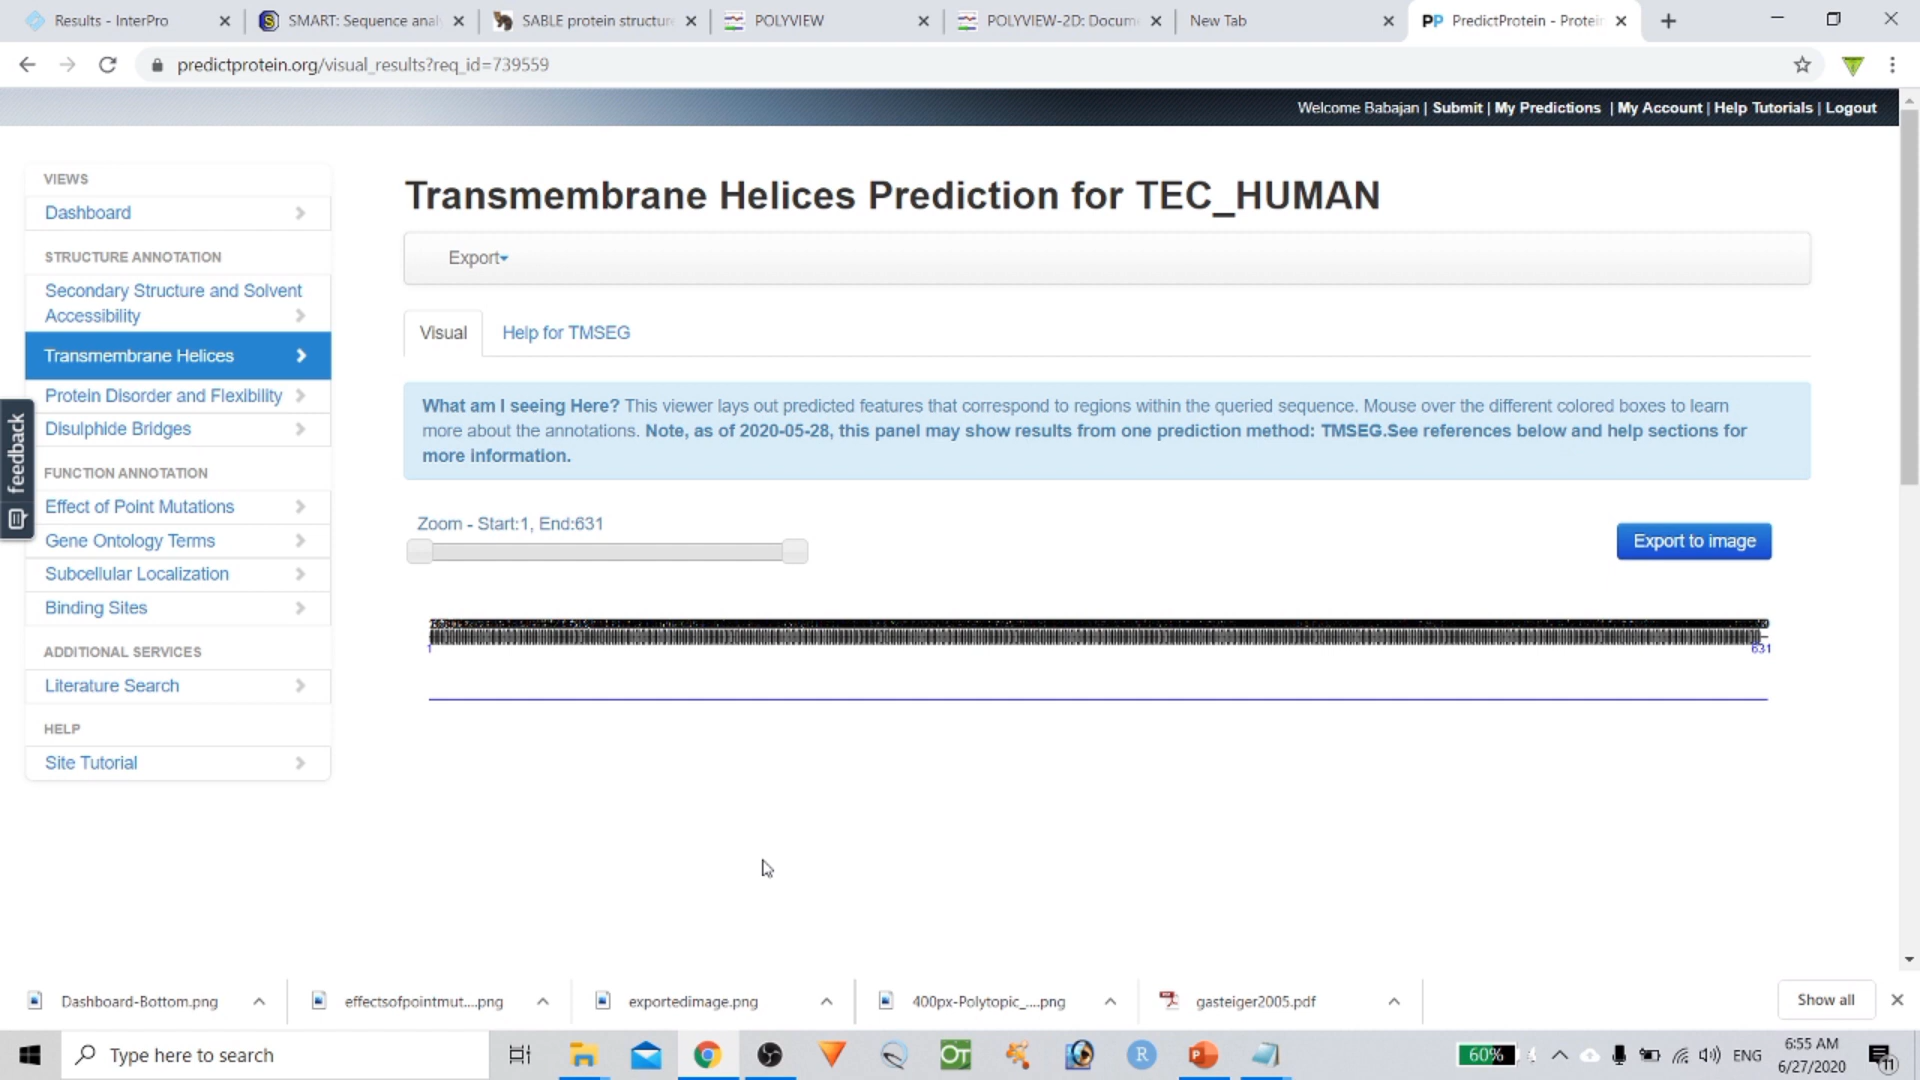 Results - InterPro
SMART: Sequence anal
SABLE protein structure
POLYVIEW
POLYVIEW-2D: Docum
New Tab
PP PredictProtein - Protein
predictprotein.org/visual_results?req_id=739559
Welcome Babajan | Submit | My Predictions | My Account | Help Tutorials | Logout
VIEWS
Dashboard
STRUCTURE ANNOTATION
Secondary Structure and Solvent
Accessibility
Transmembrane Helices
Protein Disorder and Flexibility
Disulphide Bridges
FUNCTION ANNOTATION
Effect of Point Mutations
Gene Ontology Terms
Subcellular Localization
Binding Sites
ADDITIONAL SERVICES
Literature Search
HELP
Site Tutorial
feedback
Transmembrane Helices Prediction for TEC_HUMAN
Export
Visual
Help for TMSEG
What am I seeing Here? This viewer lays out predicted features that correspond to regions within the queried sequence. Mouse over the different colored boxes to learn
more about the annotations. Note, as of 2020-05-28, this panel may show results from one prediction method: TMSEG.See references below and help sections for
more information.
Zoom - Start:1, End:631
Export to image
1
631
Dashboard-Bottom.png
effectsofpointmut....png
exportedimage.png
400px-Polytopic_....png
gasteiger2005.pdf
Show all
Type here to search
60%
ENG
6:55 AM
6/27/2020
11